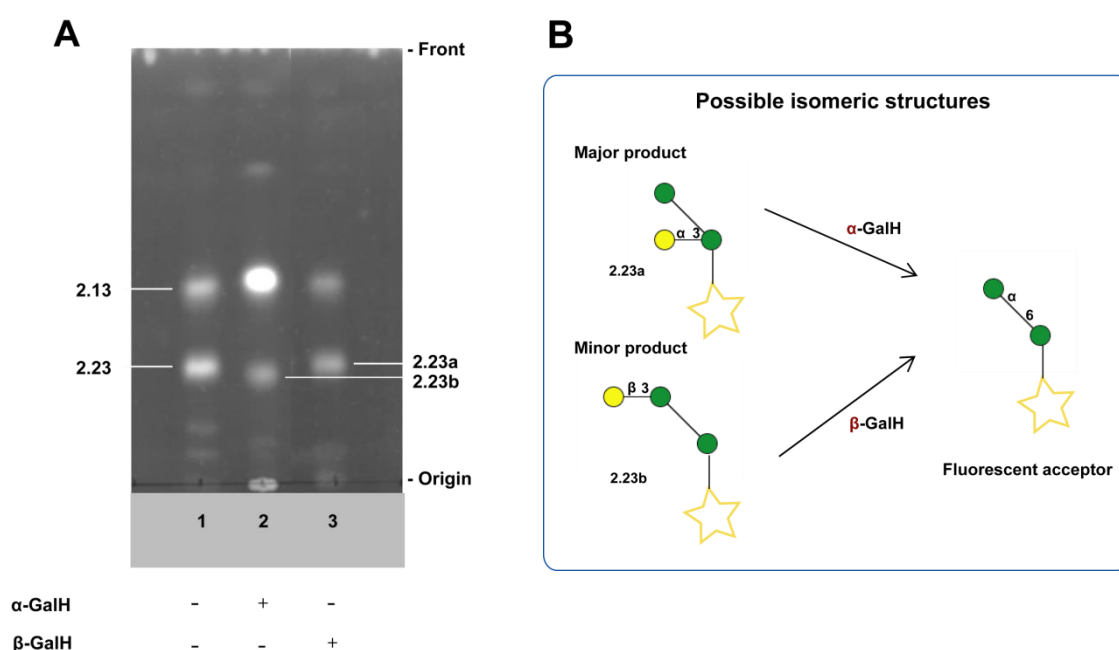 A
- Front
2.13
2.23
2.23a
2.23b
- Origin
1 2 3
α-GalH - + -
β-GalH - - +
B
Possible isomeric structures
Major product
α 3
2.23a
α-GalH
Minor product
β 3
2.23b
β-GalH
α
6
Fluorescent acceptor